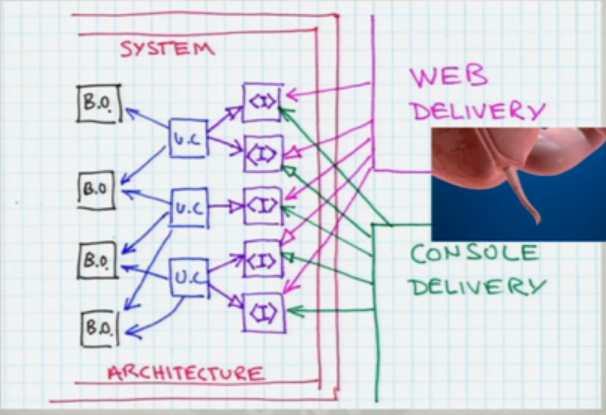 SYSTEM
WEB
DELIVERY
B.O.
U.C
<I>
<I>
B.O
U.C
<I>
B.O.
U.C
<I>
CONSOLE
DELIVERY
B.O.
<I>
ARCHITECTURE